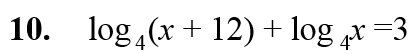 10. log₄(x + 12) + log₄x =3